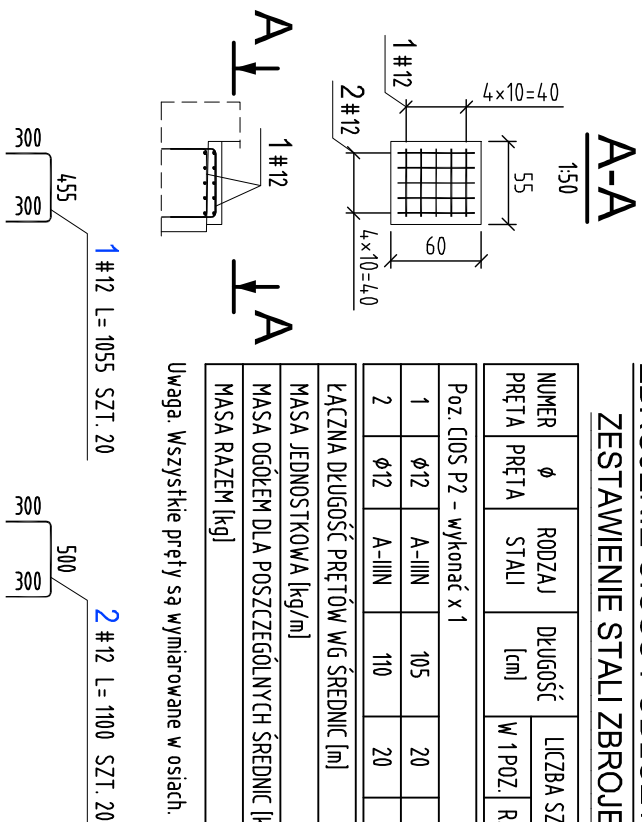 ZESTAWIENIE STALI ZBROJE
A-A
1:50
4×10=40
1 #12
55
60
2 #12
4×10=40
1 #12
A
A
NUMER PRĘTA
ϕ PRĘTA
RODZAJ STALI
DŁUGOŚĆ [cm]
LICZBA SZ
W 1 POZ.
R
Poz. CIOS P2 - wykonać x 1
1 ϕ12 A-IIIN 105 20
2 ϕ12 A-IIIN 110 20
ŁĄCZNA DŁUGOŚĆ PRĘTÓW WG ŚREDNIC [m]
MASA JEDNOSTKOWA [kg/m]
MASA OGÓŁEM DLA POSZCZEGÓLNYCH ŚREDNIC [k
MASA RAZEM [kg]
Uwaga. Wszystkie pręty są wymiarowane w osiach.
300
455
300
1 #12 L= 1055 SZT. 20
300
500
300
2 #12 L= 1100 SZT. 20